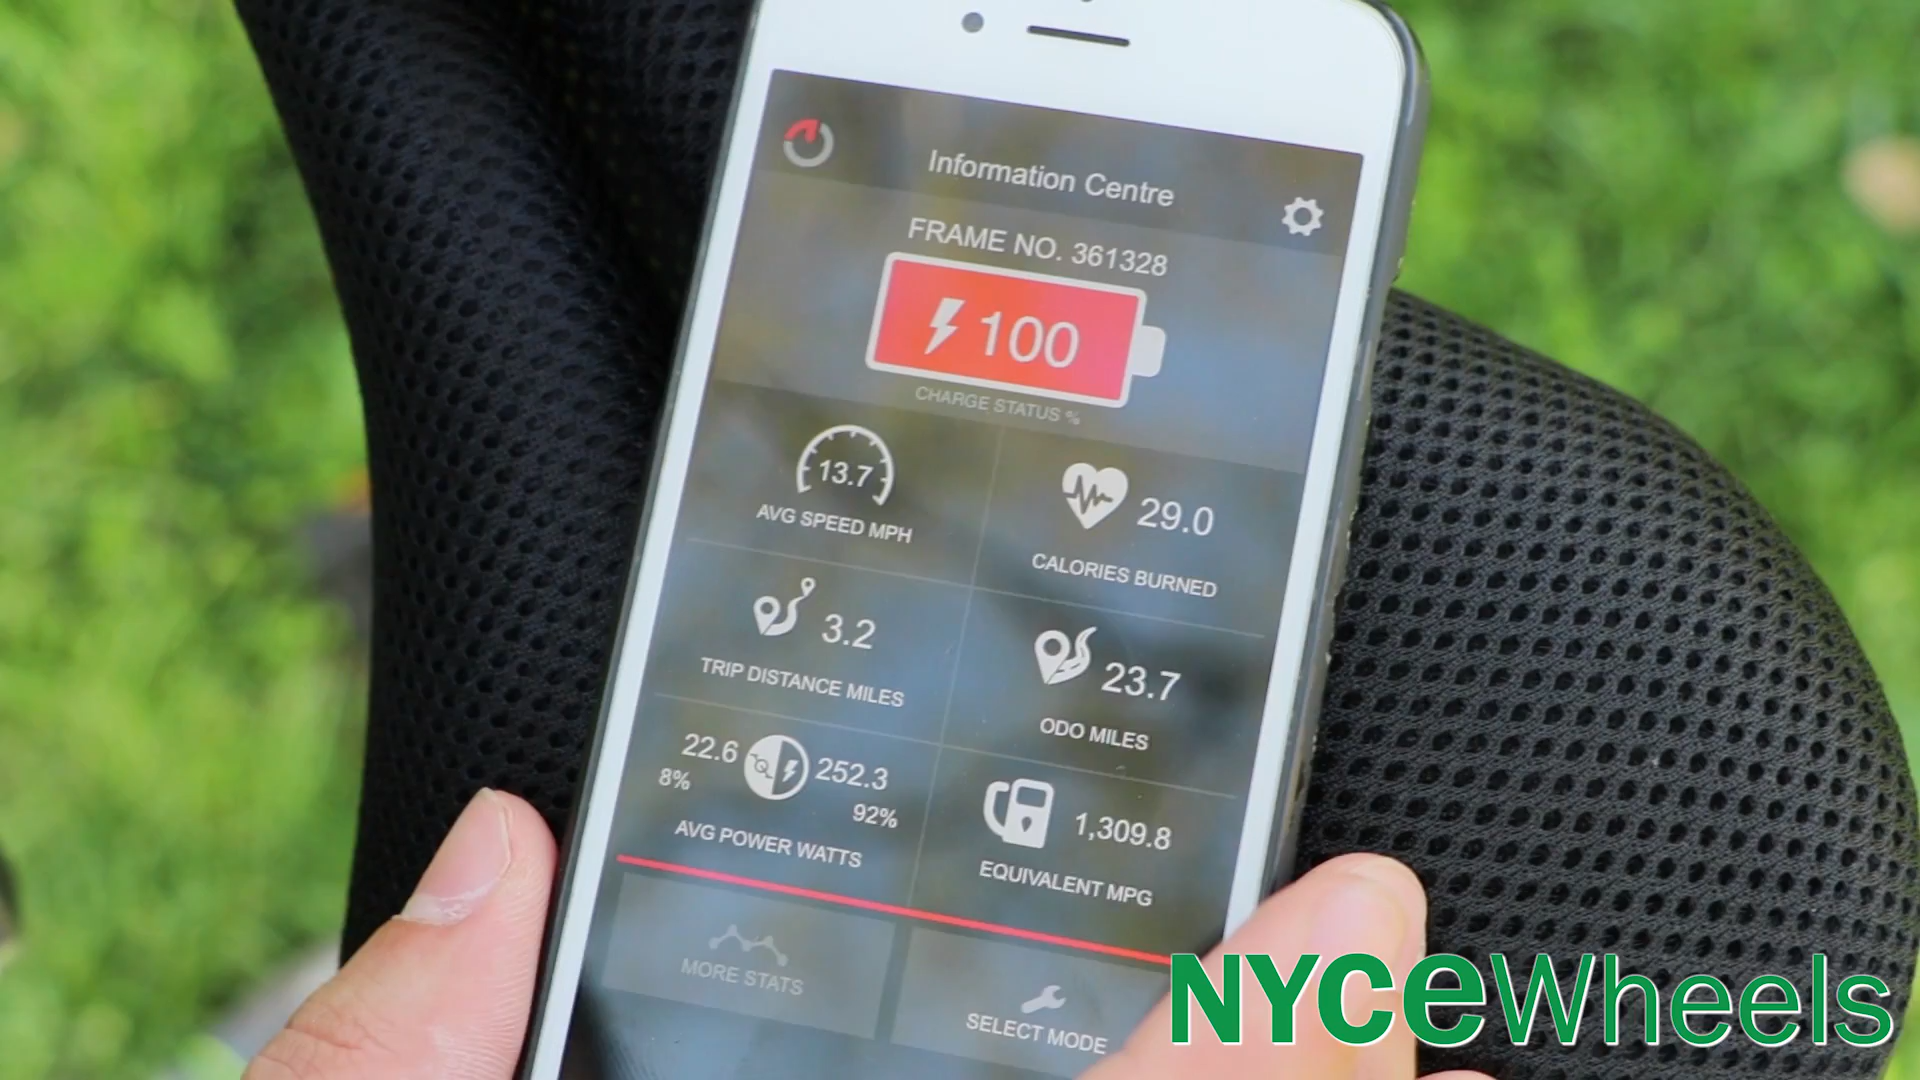 Information Centre
FRAME NO. 361328
100
CHARGE STATUS %
13.7
AVG SPEED MPH
29.0
CALORIES BURNED
3.2
TRIP DISTANCE MILES
23.7
ODO MILES
22.6 252.3
8% 92%
AVG POWER WATTS
1,309.8
EQUIVALENT MPG
MORE STATS
SELECT MODE
NYCeWheels